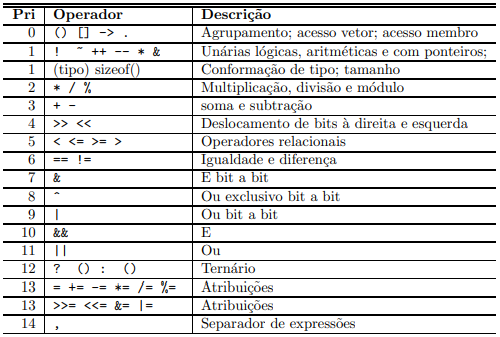 Pri Operador Descrição
0 () [] -> . Agrupamento; acesso vetor; acesso membro
1 ! ~ ++ -- * & Unárias lógicas, aritméticas e com ponteiros;
1 (tipo) sizeof() Conformação de tipo; tamanho
2 * / % Multiplicação, divisão e módulo
3 + - soma e subtração
4 >> << Deslocamento de bits à direita e esquerda
5 < <= >= > Operadores relacionais
6 == != Igualdade e diferença
7 & E bit a bit
8 ^ Ou exclusivo bit a bit
9 | Ou bit a bit
10 && E
11 || Ou
12 ? () : () Ternário
13 = += -= *= /= %= Atribuições
13 >>= <<= &= |= Atribuições
14 , Separador de expressões